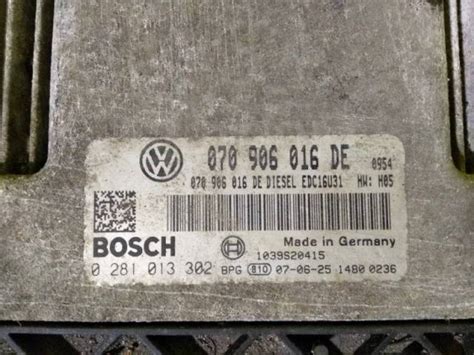 070 906 016 DE 0954
070 906 016 DE DIESEL EDC16U31 HW: H05
BOSCH
Made in Germany
1039S20415
0 281 013 302 BPG 810 07-06-25 1480 0236